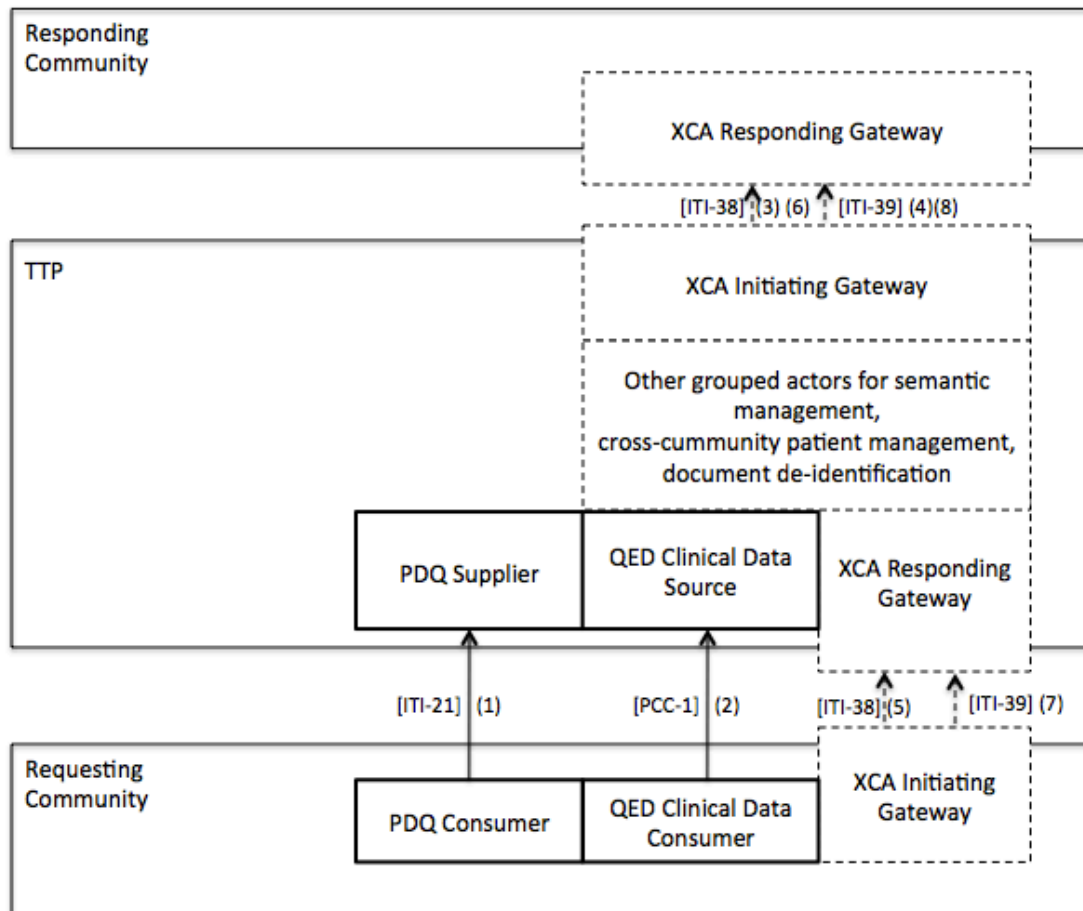 Responding
Community
XCA Responding Gateway
[ITI-38] (3) (6) [ITI-39] (4)(8)
TTP
XCA Initiating Gateway
Other grouped actors for semantic
management,
cross-cummunity patient management,
document de-identification
PDQ Supplier
QED Clinical Data
Source
XCA Responding
Gateway
[ITI-21] (1)
[PCC-1] (2)
[ITI-38] (5)
[ITI-39] (7)
Requesting
Community
PDQ Consumer
QED Clinical Data
Consumer
XCA Initiating
Gateway